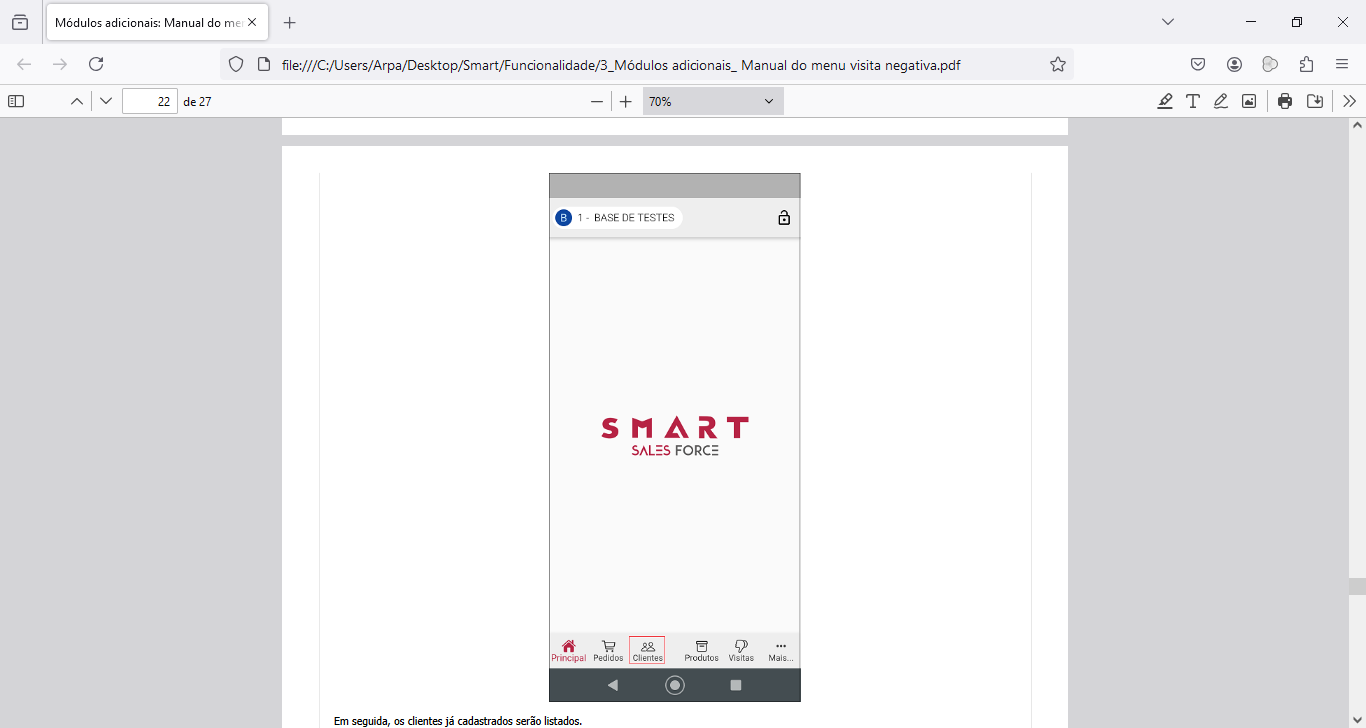 Módulos adicionais: Manual do me
file:///C:/Users/Arpa/Desktop/Smart/Funcionalidade/3_Módulos adicionais_ Manual do menu visita negativa.pdf
22 de 27
70%
B 1 - BASE DE TESTES
SMART
SALES FORCE
Principal Pedidos Clientes Produtos Visitas Mais...
Em seguida, os clientes já cadastrados serão listados.